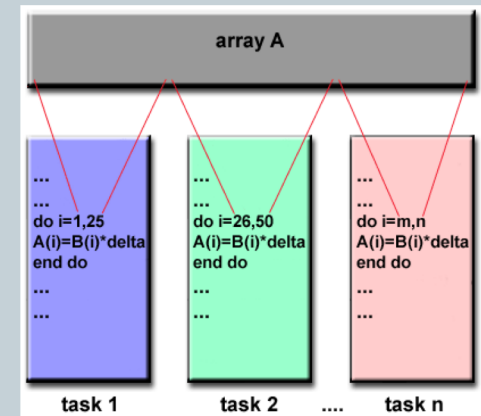 array A
...
...
do i=1,25
A(i)=B(i)*delta
end do
...
...
task 1
...
...
do i=26,50
A(i)=B(i)*delta
end do
...
...
task 2
....
...
...
do i=m,n
A(i)=B(i)*delta
end do
...
...
task n